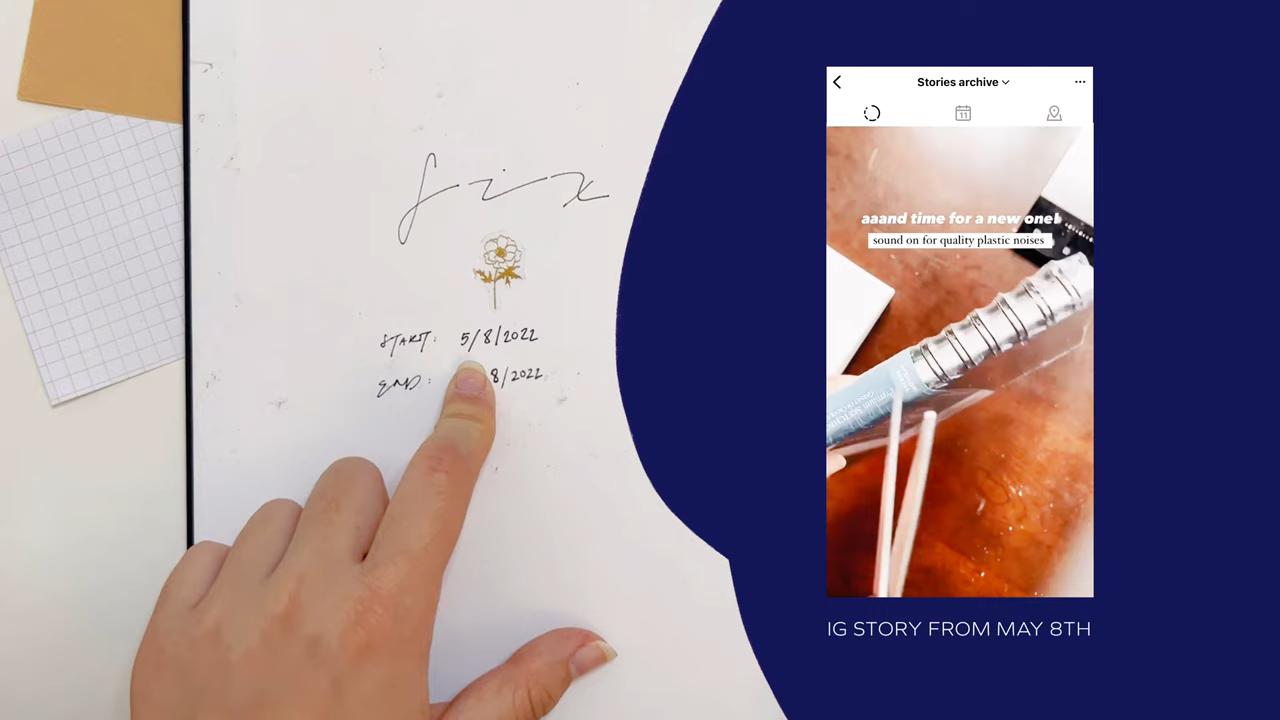 six
START: 5/8/2022
END: 8/2022
Stories archive
11
aaand time for a new one!
sound on for quality plastic noises
IG STORY FROM MAY 8TH